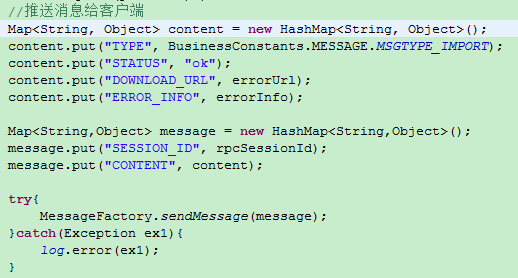 //推送消息给客户端
Map<String, Object> content = new HashMap<String, Object>();
content.put("TYPE", BusinessConstants.MESSAGE.MSGTYPE_IMPORT);
content.put("STATUS", "ok");
content.put("DOWNLOAD_URL", errorUrl);
content.put("ERROR_INFO", errorInfo);

Map<String,Object> message = new HashMap<String,Object>();
message.put("SESSION_ID", rpcSessionId);
message.put("CONTENT", content);

try{
    MessageFactory.sendMessage(message);
}catch(Exception ex1){
    log.error(ex1);
}